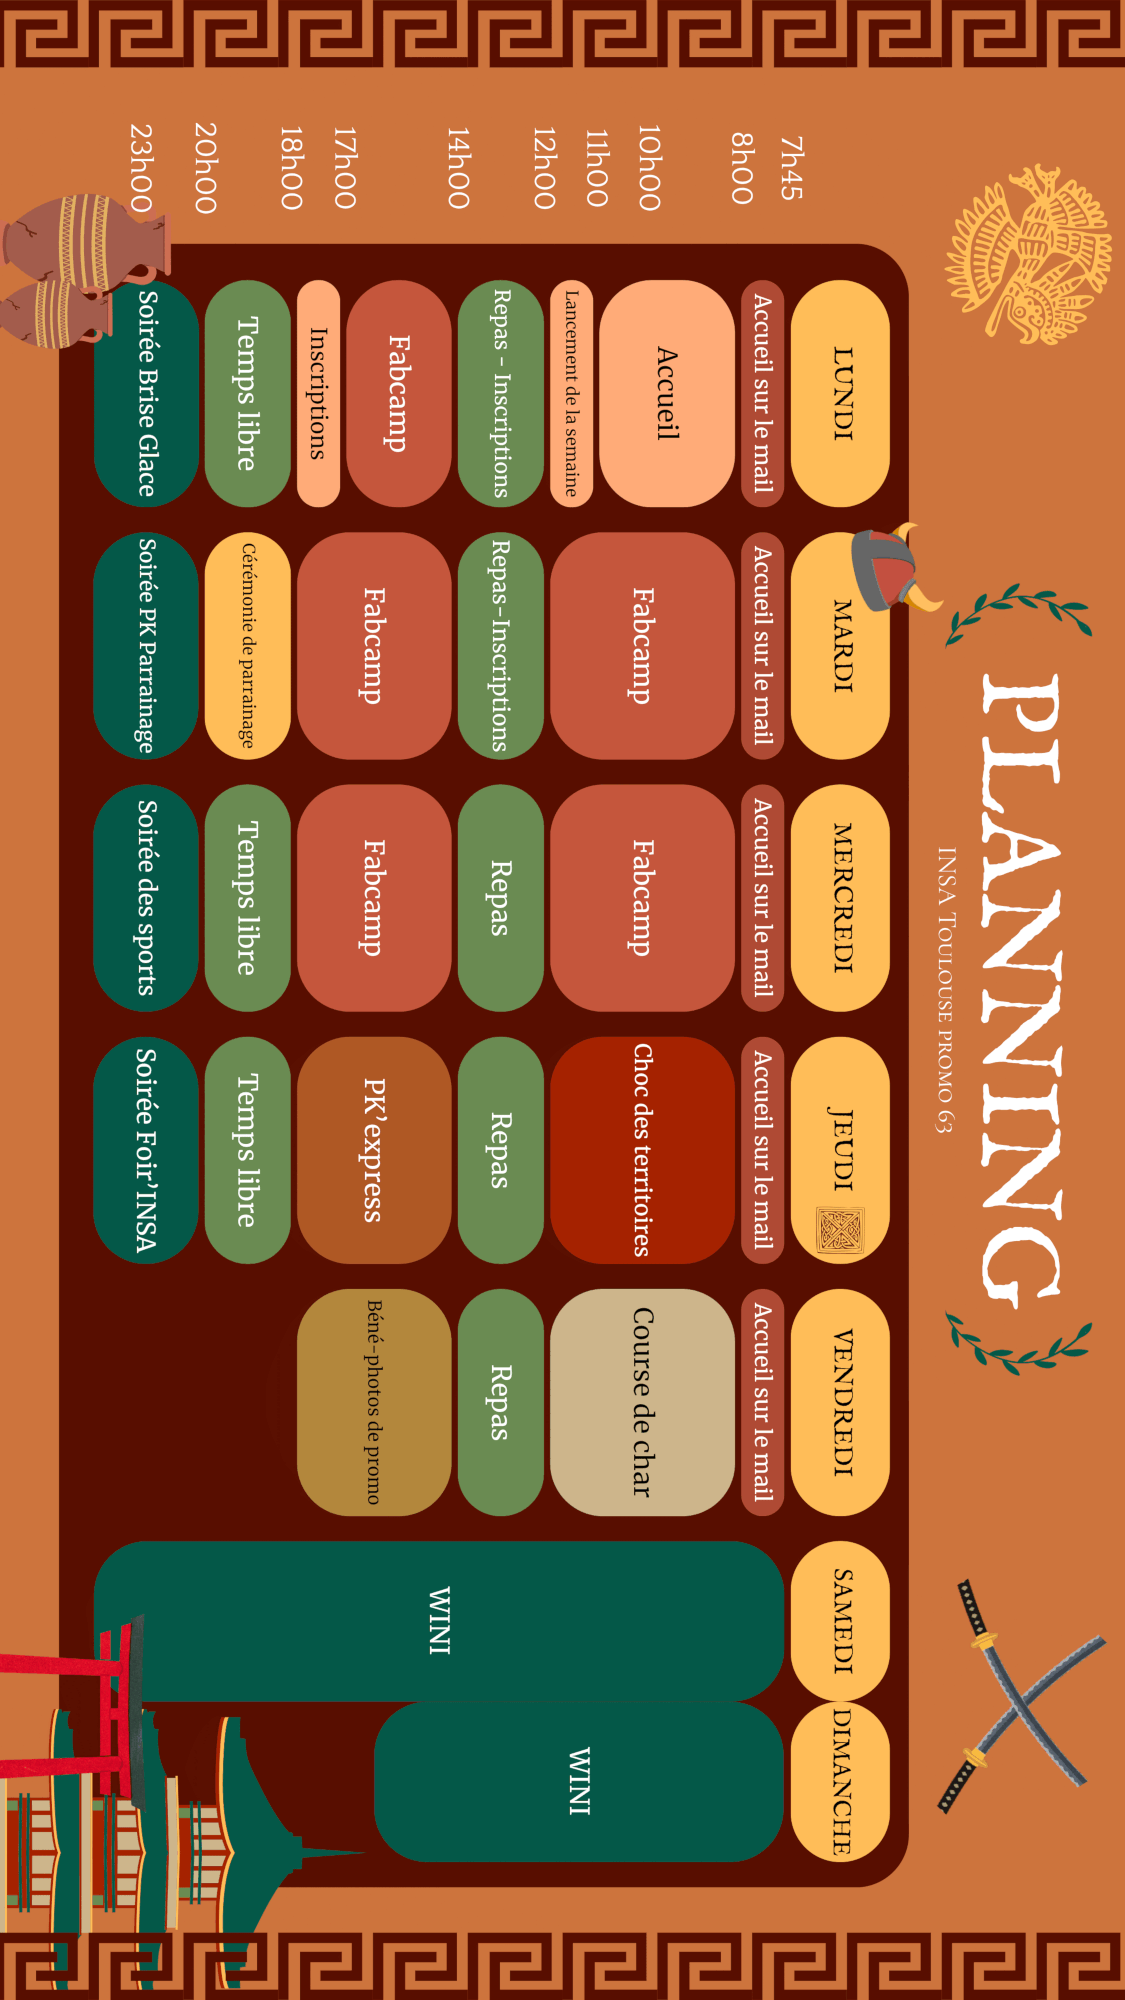 PLANNING
INSA Toulouse promo 63
LUNDI
MARDI
MERCREDI
JEUDI
VENDREDI
SAMEDI
DIMANCHE
7h45
Accueil sur le mail
Accueil sur le mail
Accueil sur le mail
Accueil sur le mail
Accueil sur le mail
8h00
Accueil
Fabcamp
Fabcamp
Choc des territoires
Course de char
10h00
11h00
Lancement de la semaine
12h00
Repas - Inscriptions
Repas-Inscriptions
Repas
Repas
Repas
WINI
WINI
14h00
Fabcamp
Fabcamp
Fabcamp
PK'express
Béné-photos de promo
17h00
Inscriptions
18h00
Temps libre
Cérémonie de parrainage
Temps libre
Temps libre
20h00
Soirée Brise Glace
Soirée PK Parrainage
Soirée des sports
Soirée Foir'INSA
23h00